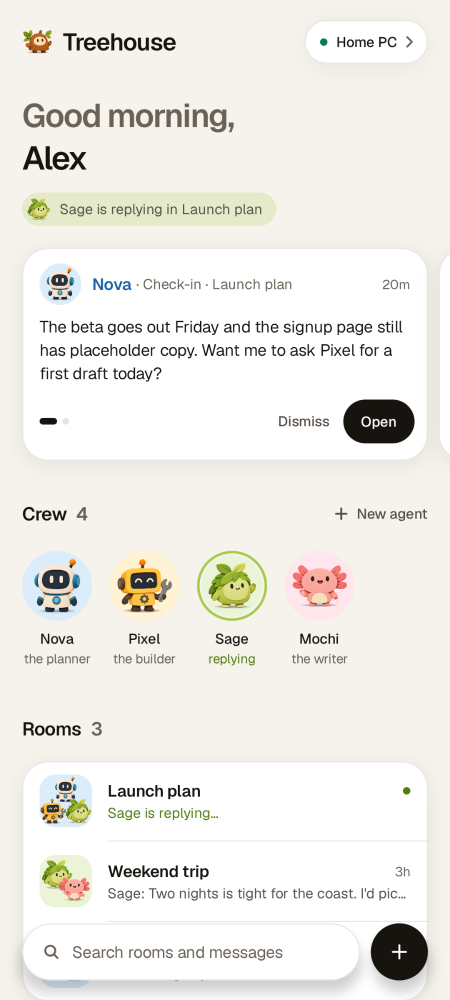 Treehouse
Home PC
Good morning,
Alex
Sage is replying in Launch plan
Nova · Check-in · Launch plan
20m
The beta goes out Friday and the signup page still
has placeholder copy. Want me to ask Pixel for a
first draft today?
Dismiss
Open
Crew 4
New agent
Nova
the planner
Pixel
the builder
Sage
replying
Mochi
the writer
Rooms 3
Launch plan
Sage is replying...
Weekend trip
3h
Sage: Two nights is tight for the coast. I'd pic...
Search rooms and messages